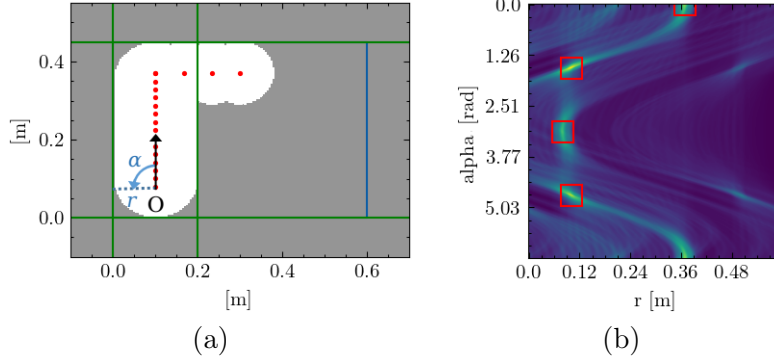 0.4
[m]
0.2
0.0
α
r
O
0.0 0.2 0.4 0.6
[m]
(a)
0.0
1.26
2.51
3.77
5.03
alpha [rad]
0.0 0.12 0.24 0.36 0.48
r [m]
(b)